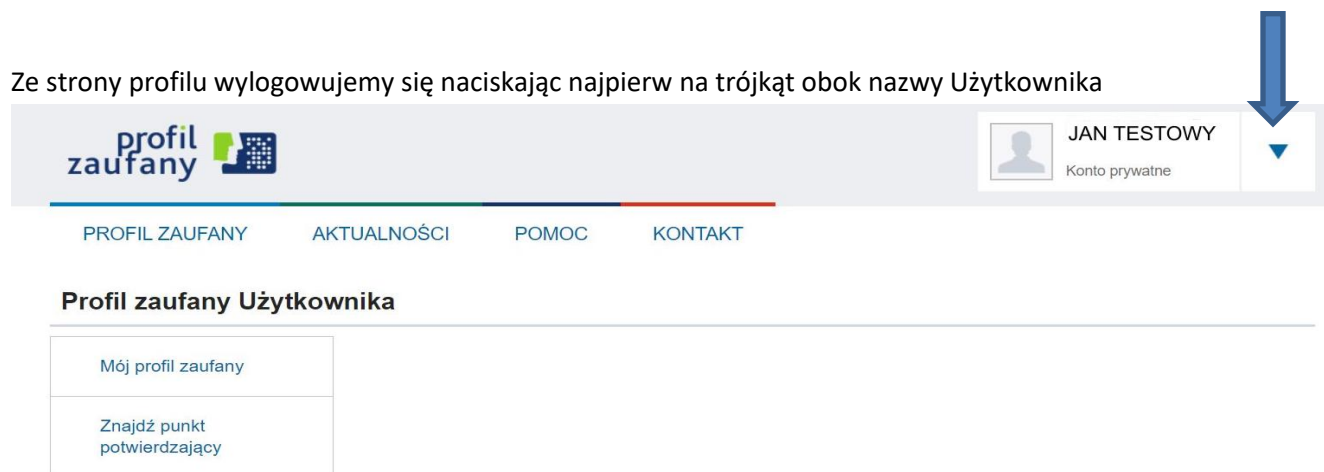 Ze strony profilu wylogowujemy się naciskając najpierw na trójkąt obok nazwy Użytkownika
profil
zaufany
JAN TESTOWY
Konto prywatne
PROFIL ZAUFANY AKTUALNOŚCI POMOC KONTAKT
Profil zaufany Użytkownika
Mój profil zaufany
Znajdź punkt
potwierdzający